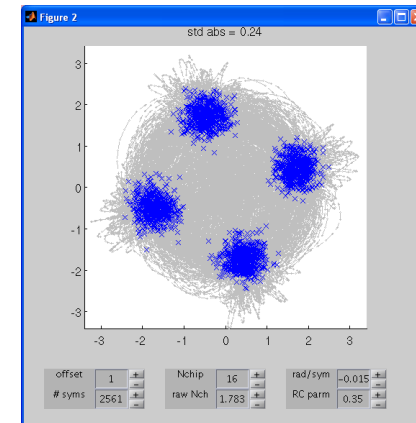 Figure 2
std abs = 0.24
3
2
1
0
-1
-2
-3
-3 -2 -1 0 1 2 3
offset 1 + - Nchip 16 + - rad/sym -0.015 + -
# syms 2561 + - raw Nch 1.783 + - RC parm 0.35 + -